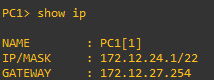 PC1> show ip
NAME : PC1[1]
IP/MASK : 172.12.24.1/22
GATEWAY : 172.12.27.254